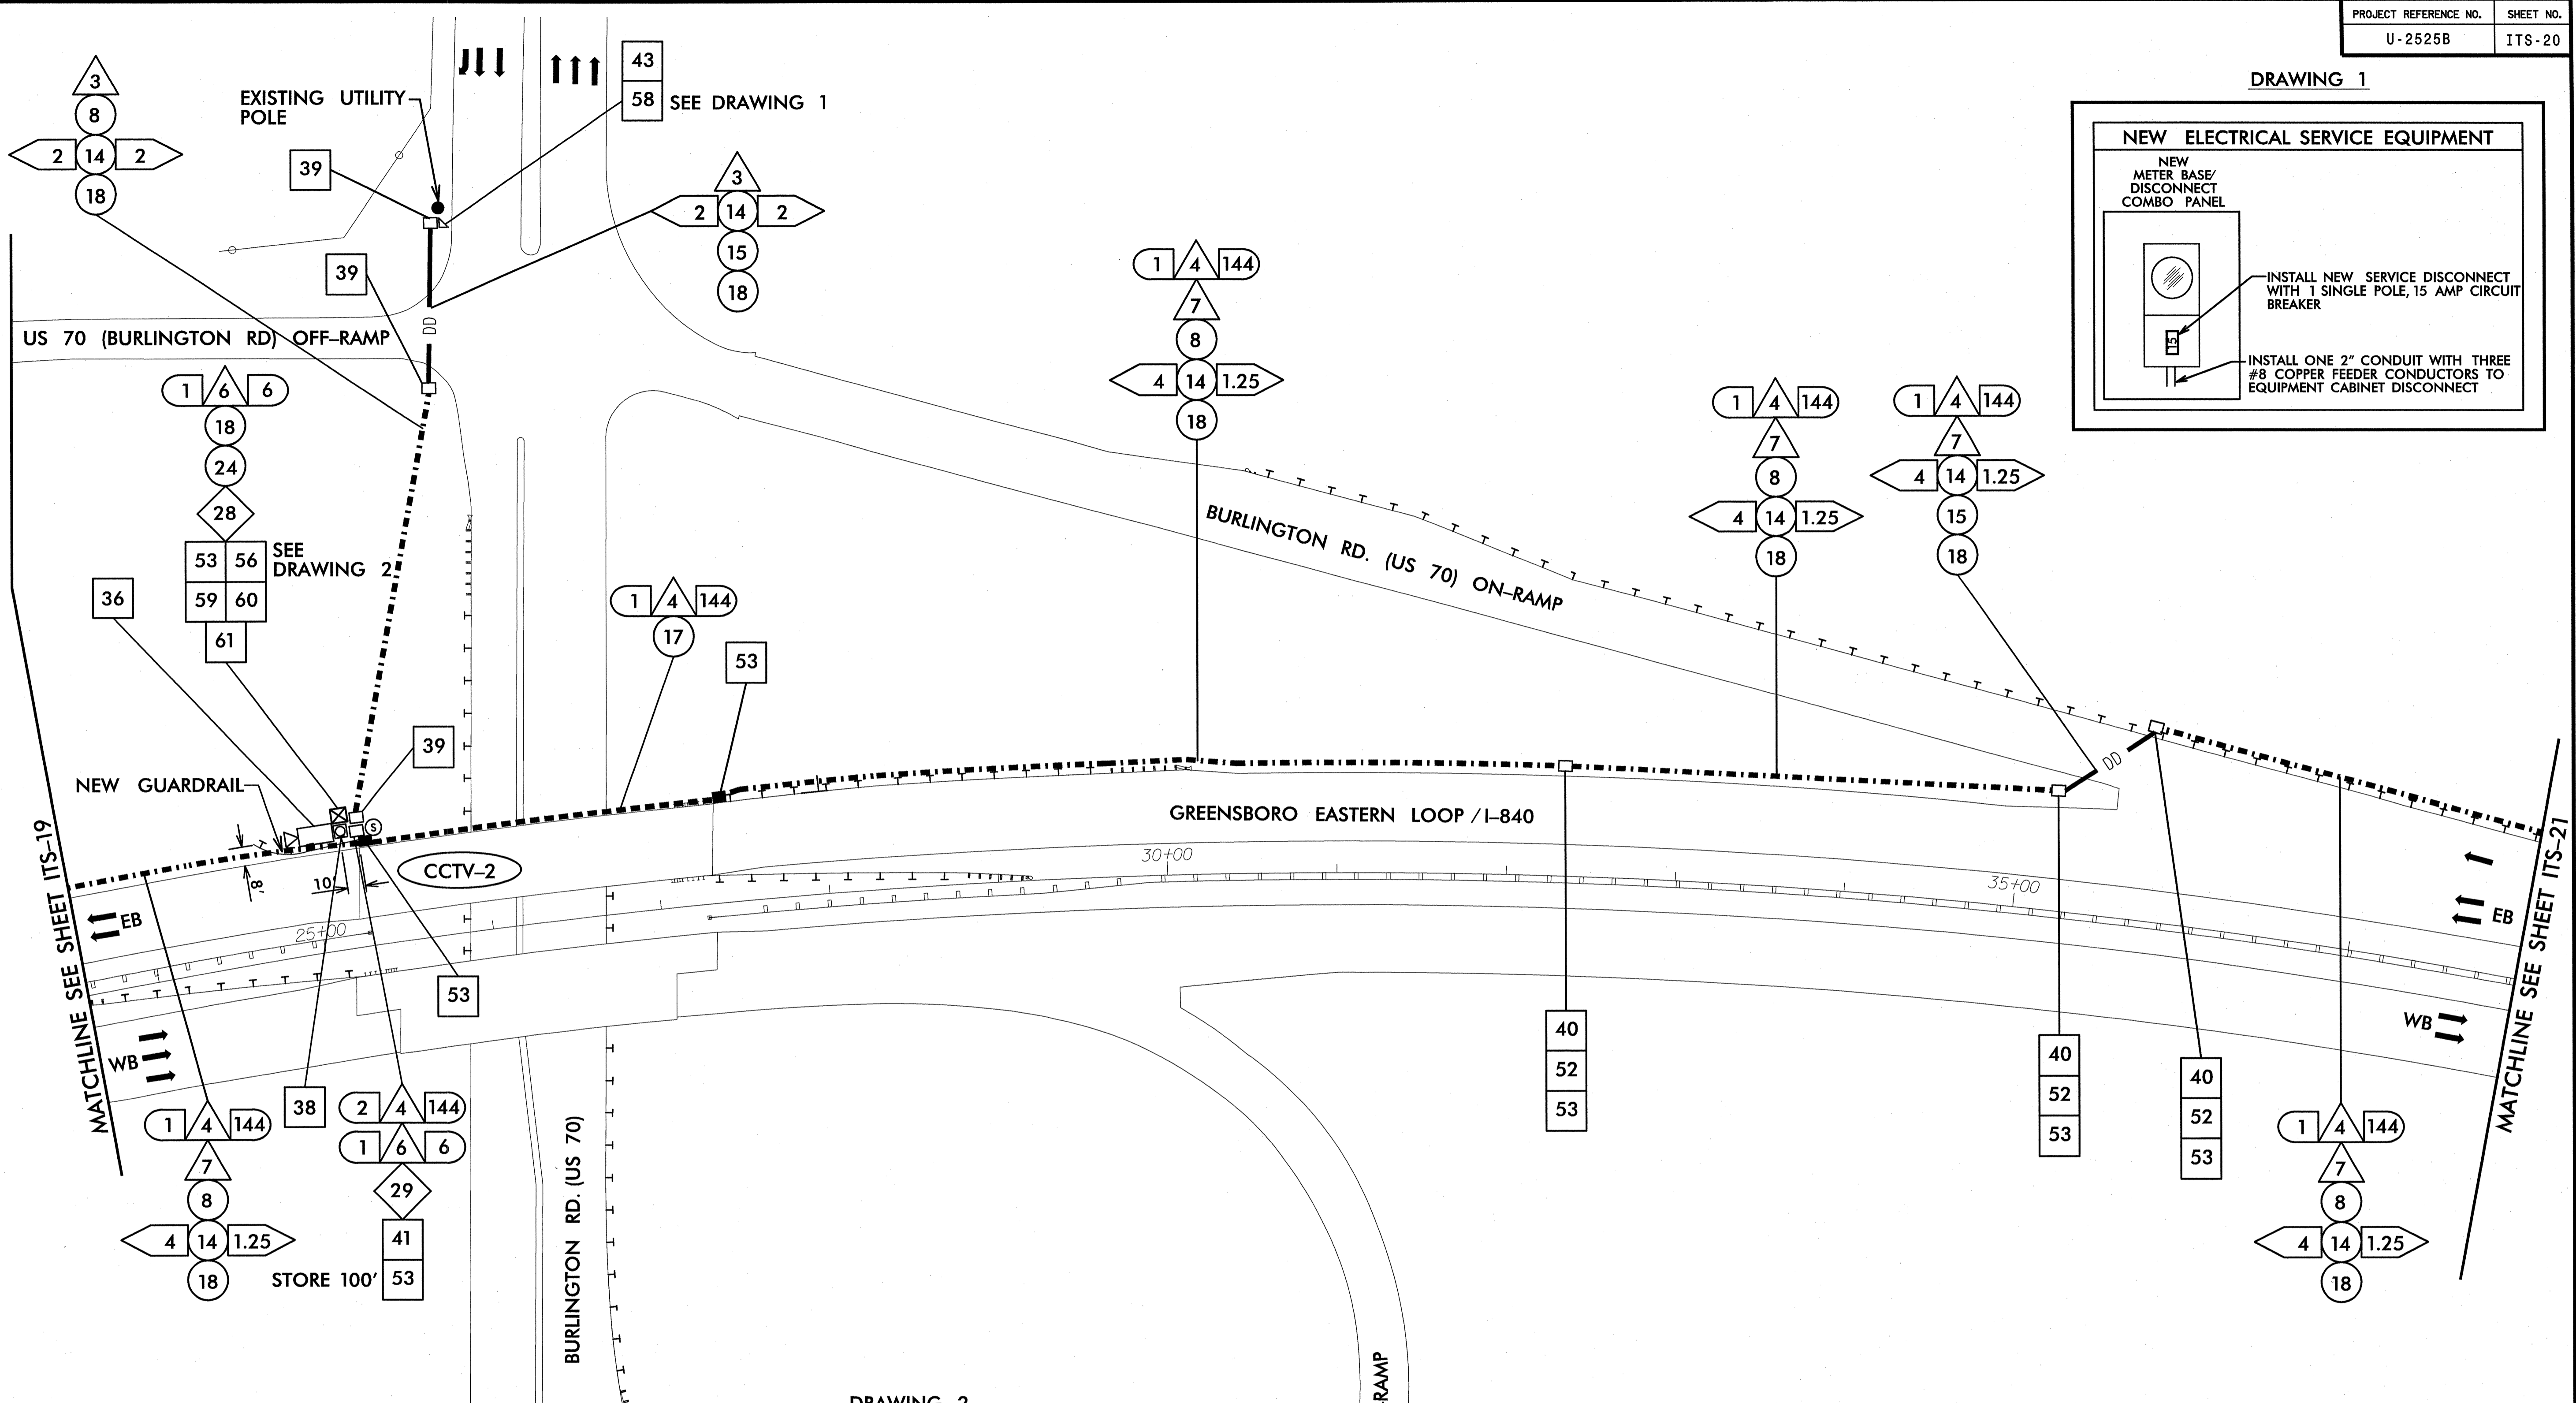 PROJECT REFERENCE NO. SHEET NO.
U-2525B ITS-20
DRAWING 1
NEW ELECTRICAL SERVICE EQUIPMENT
NEW
METER BASE/
DISCONNECT
COMBO PANEL
INSTALL NEW SERVICE DISCONNECT
WITH 1 SINGLE POLE, 15 AMP CIRCUIT
BREAKER
15
INSTALL ONE 2" CONDUIT WITH THREE
#8 COPPER FEEDER CONDUCTORS TO
EQUIPMENT CABINET DISCONNECT
3
8
2 14 2
18
EXISTING UTILITY
POLE
39
43
58 SEE DRAWING 1
3
2 14 2
15
18
39
DD
US 70 (BURLINGTON RD) OFF-RAMP
1 6 6
18
24
28
53 56
59 60
61
SEE
DRAWING 2
36
1 4 144
17
53
1 4 144
7
8
4 14 1.25
18
1 4 144
7
8
4 14 1.25
18
1 4 144
7
4 14 1.25
15
18
BURLINGTON RD. (US 70) ON-RAMP
39
NEW GUARDRAIL
S
DD
GREENSBORO EASTERN LOOP / I-840
CCTV-2
8'
10'
25+00
30+00
35+00
EB
WB
EB
WB
MATCHLINE SEE SHEET ITS-19
MATCHLINE SEE SHEET ITS-21
53
38
1 4 144
7
8
4 14 1.25
18
2 4 144
1 6 6
29
41
STORE 100' 53
40
52
53
40
52
53
40
52
53
1 4 144
7
8
4 14 1.25
18
BURLINGTON RD. (US 70)
RAMP
DRAWING 2